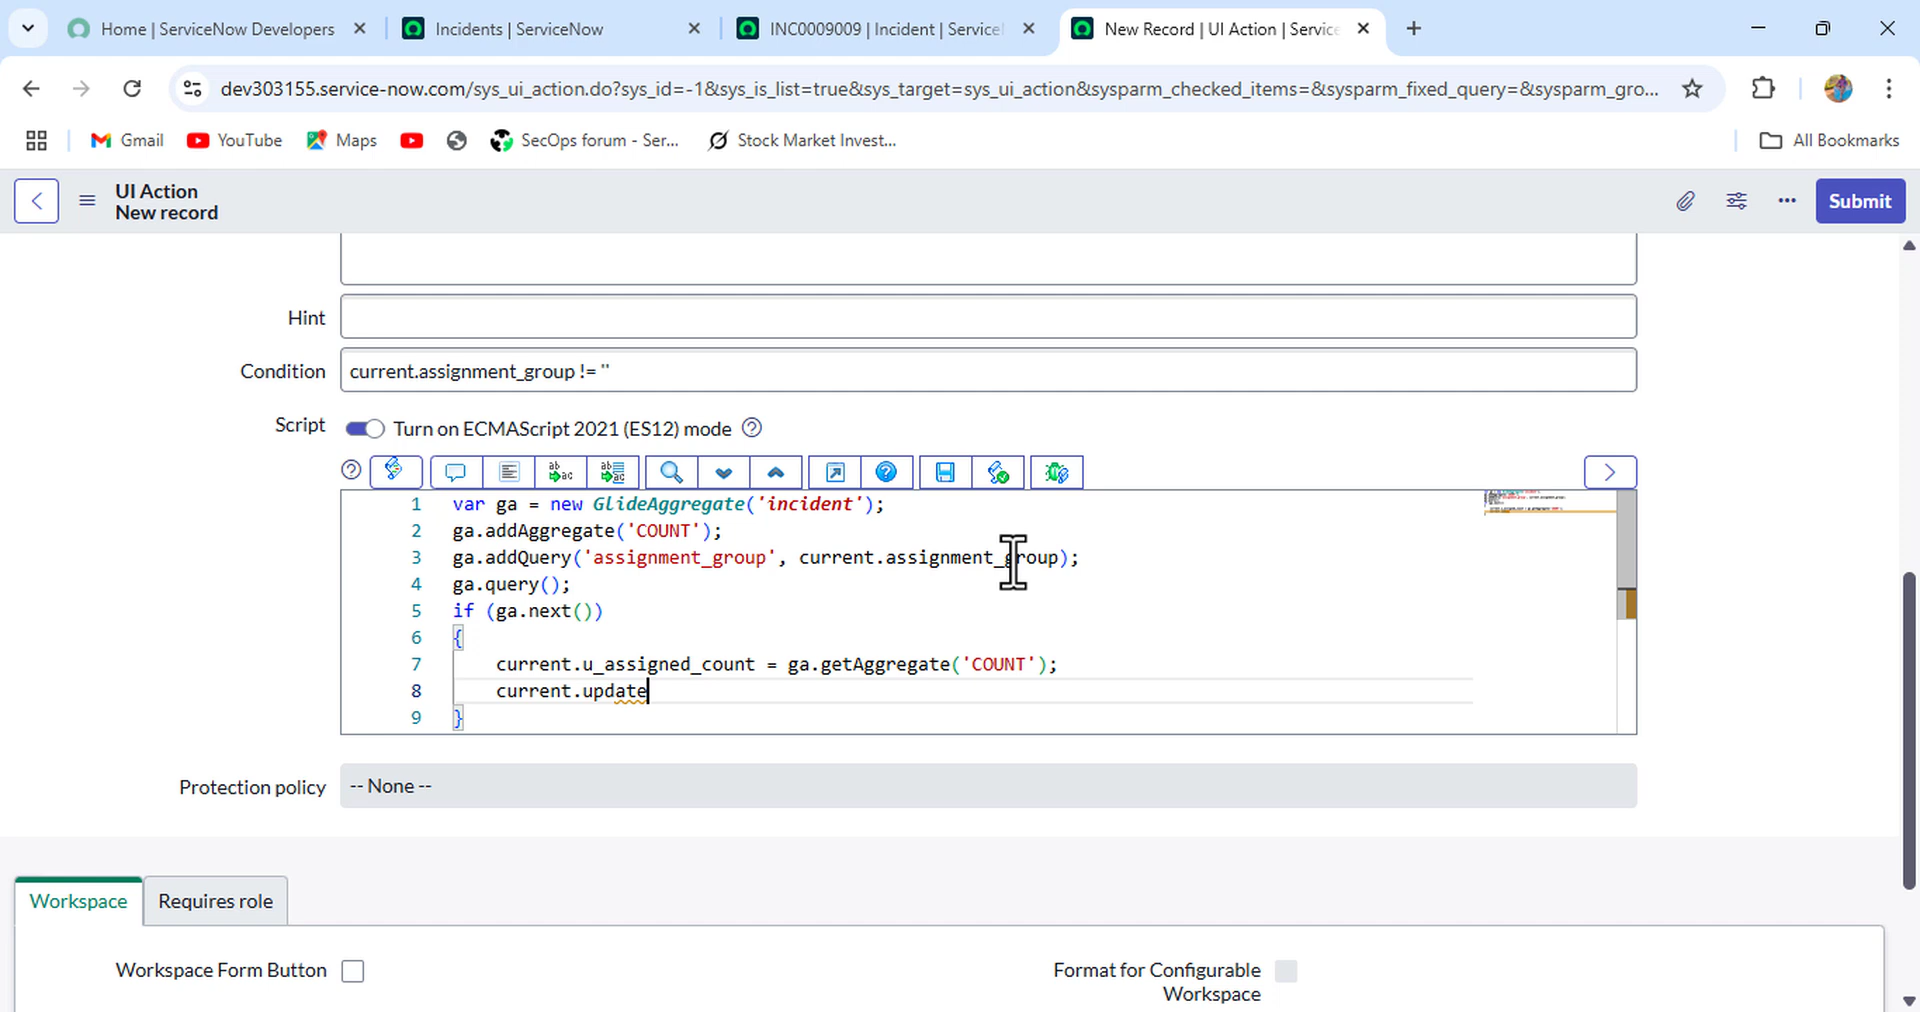 Home | ServiceNow Developers
Incidents | ServiceNow
INC0009009 | Incident | Service
New Record | UI Action | Service
dev303155.service-now.com/sys_ui_action.do?sys_id=-1&sys_is_list=true&sys_target=sys_ui_action&sysparm_checked_items=&sysparm_fixed_query=&sysparm_gro...
Gmail
YouTube
Maps
SecOps forum - Ser...
Stock Market Invest...
All Bookmarks
UI Action
New record
Submit
Hint
Condition
current.assignment_group != ''
Script
Turn on ECMAScript 2021 (ES12) mode
1 var ga = new GlideAggregate('incident');
2 ga.addAggregate('COUNT');
3 ga.addQuery('assignment_group', current.assignment_group);
4 ga.query();
5 if (ga.next())
6 {
7 current.u_assigned_count = ga.getAggregate('COUNT');
8 current.update
9 }
Protection policy
-- None --
Workspace
Requires role
Workspace Form Button
Format for Configurable
Workspace